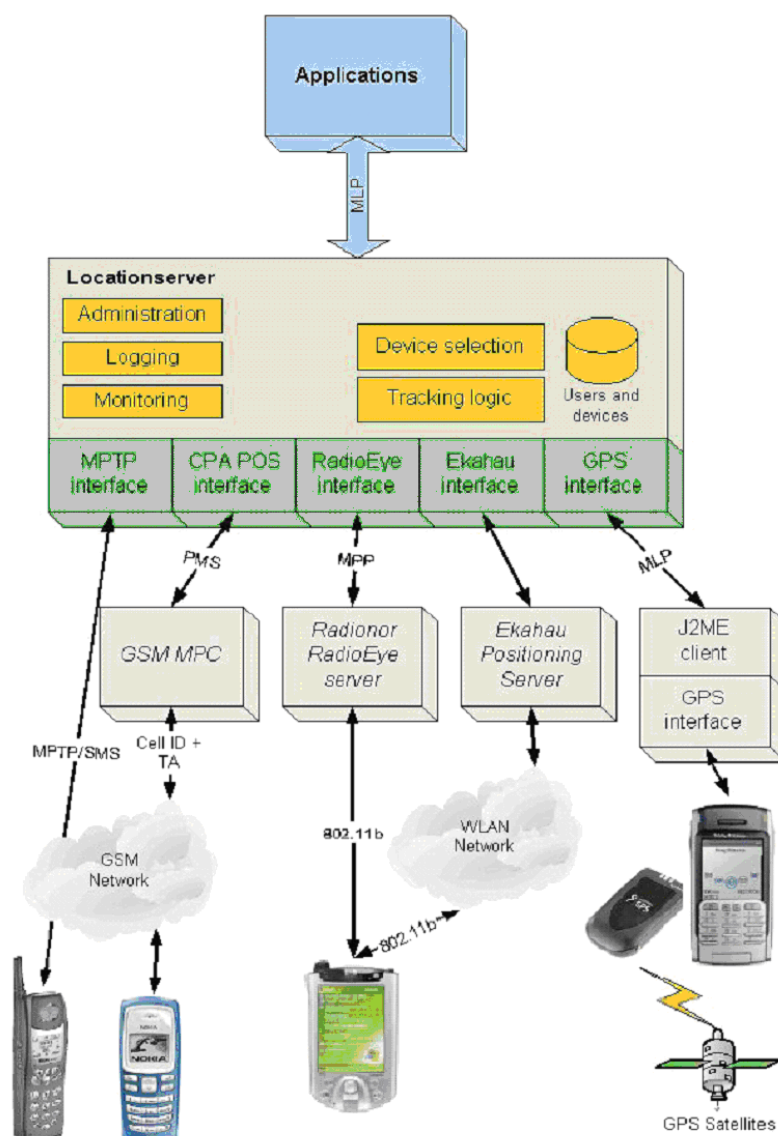 Applications
MLP
Locationserver
Administration
Logging
Monitoring
Device selection
Tracking logic
Users and
devices
MPTP
interface
CPA POS
interface
RadioEye
interface
Ekahau
interface
GPS
interface
PMS
MPP
MLP
GSM MPC
Radionor
RadioEye
server
Ekahau
Positioning
Server
J2ME
client
GPS
interface
MPTP/SMS
Cell ID +
TA
802.11b
GSM
Network
WLAN
Network
802.11b
NOKIA
NOKIA
GPS Satellites